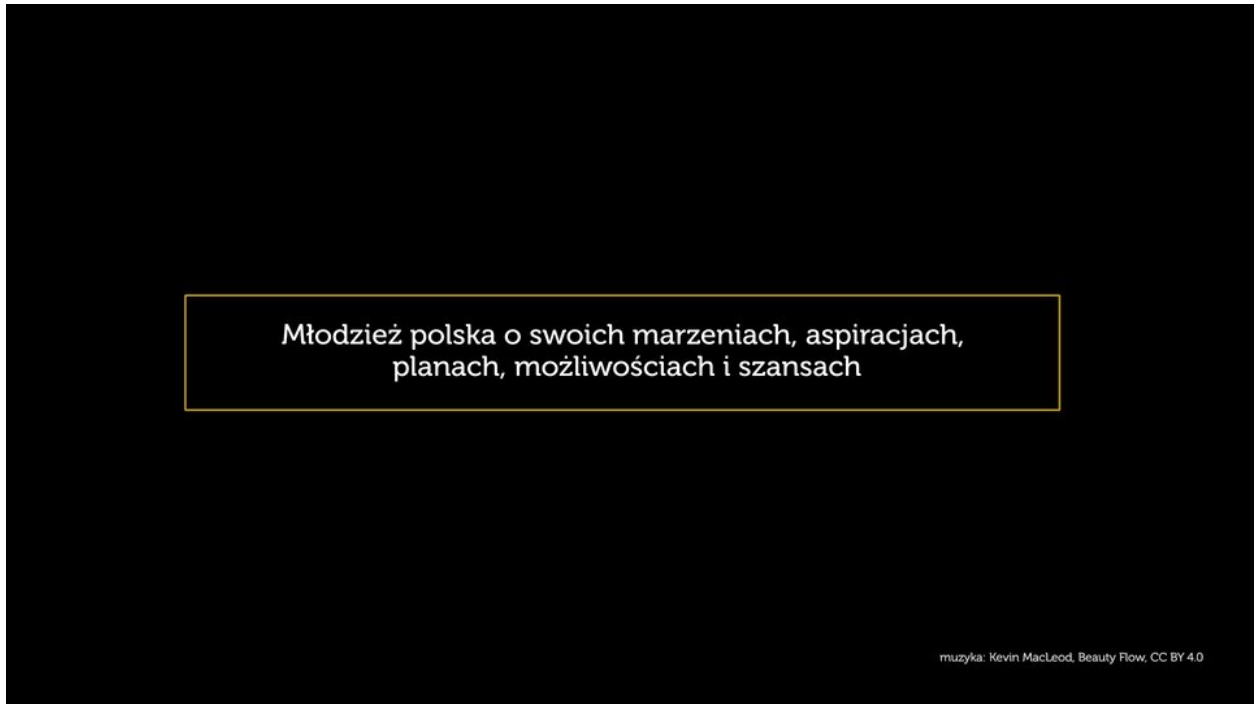 Młodzież polska o swoich marzeniach, aspiracjach,
planach, możliwościach i szansach
muzyka: Kevin MacLeod, Beauty Flow, CC BY 4.0